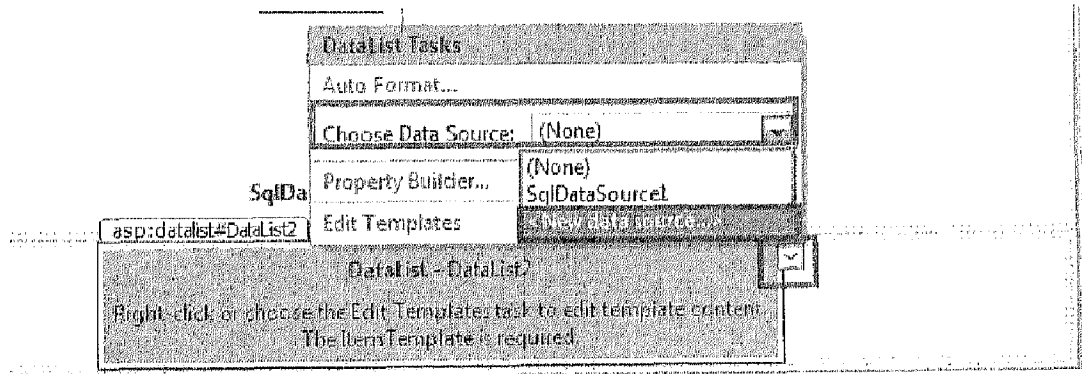 DataList Tasks
Auto Format...
Choose Data Source: (None)
(None)
SqlDataSource1
<New data source...>
Property Builder...
Edit Templates
SqlDa
asp:datalist#DataList2
DataList - DataList2
Right-click or choose the Edit Templates task to edit template content.
The ItemTemplate is required.